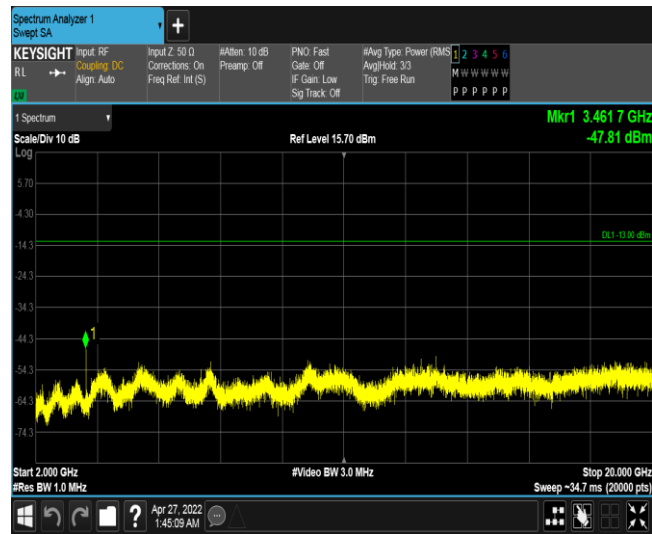 Spectrum Analyzer 1
Swept SA
+
KEYSIGHT
RL
LXI
Input: RF
Coupling: DC
Align: Auto
Input Z: 50 Ω
Corrections: On
Freq Ref: Int (S)
#Atten: 10 dB
Preamp: Off
PNO: Fast
Gate: Off
IF Gain: Low
Sig Track: Off
#Avg Type: Power (RMS
Avg|Hold: 3/3
Trig: Free Run
1 2 3 4 5 6
M W W W W W
P P P P P P
1 Spectrum
Scale/Div 10 dB
Log
Ref Level 15.70 dBm
Mkr1 3.461 7 GHz
-47.81 dBm
5.70
-4.30
DL1 -13.00 dBm
-14.3
-24.3
-34.3
-44.3
1
-54.3
-64.3
-74.3
Start 2.000 GHz
#Video BW 3.0 MHz
Stop 20.000 GHz
#Res BW 1.0 MHz
Sweep ~34.7 ms (20000 pts)
?
Apr 27, 2022
1:45:09 AM